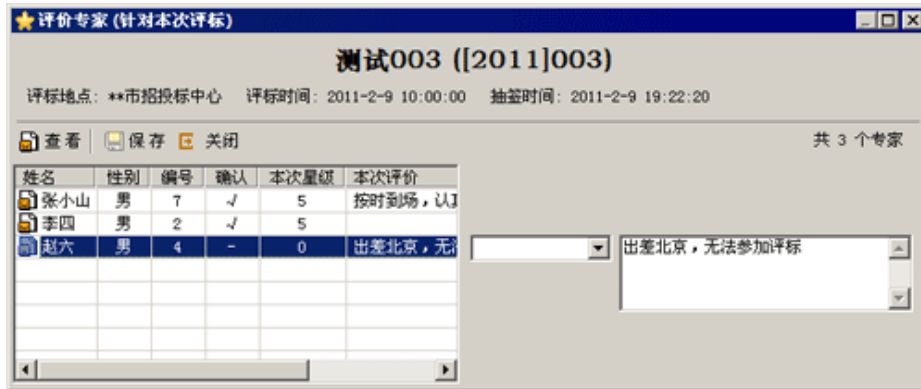 评价专家(针对本次评标)
测试003 ([2011]003)
评标地点: **市招投标中心 评标时间: 2011-2-9 10:00:00 抽签时间: 2011-2-9 19:22:20
查看 保存 关闭 共 3 个专家
姓名 性别 编号 确认 本次星级 本次评价
张小山 男 7 √ 5 按时到场，认
李四 男 2 √ 5
赵六 男 4 - 0 出差北京，无 出差北京，无法参加评标